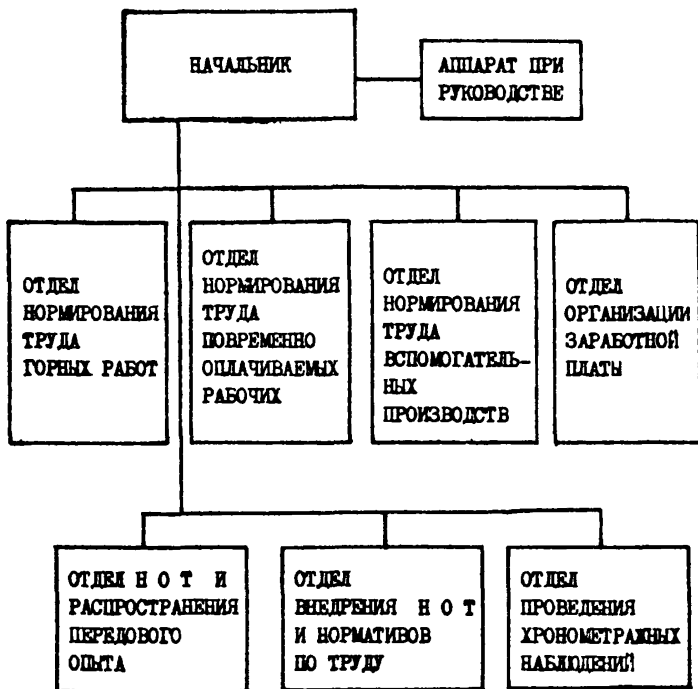 НАЧАЛЬНИК
АППАРАТ ПРИ
РУКОВОДСТВЕ
ОТДЕЛ
НОРМИРОВАНИЯ
ТРУДА
ГОРНЫХ РАБОТ
ОТДЕЛ
НОРМИРОВАНИЯ
ТРУДА
ПОВРЕМЕННО
ОПЛАЧИВАЕМЫХ
РАБОЧИХ
ОТДЕЛ
НОРМИРОВАНИЯ
ТРУДА
ВСПОМОГАТЕЛЬ-
НЫХ
ПРОИЗВОДСТВ
ОТДЕЛ
ОРГАНИЗАЦИИ
ЗАРАБОТНОЙ
ПЛАТЫ
ОТДЕЛ Н О Т И
РАСПРОСТРАНЕНИЯ
ПЕРЕДОВОГО
ОПЫТА
ОТДЕЛ
ВНЕДРЕНИЯ Н О Т
И НОРМАТИВОВ
ПО ТРУДУ
ОТДЕЛ
ПРОВЕДЕНИЯ
ХРОНОМЕТРАЖНЫХ
НАБЛЮДЕНИЙ